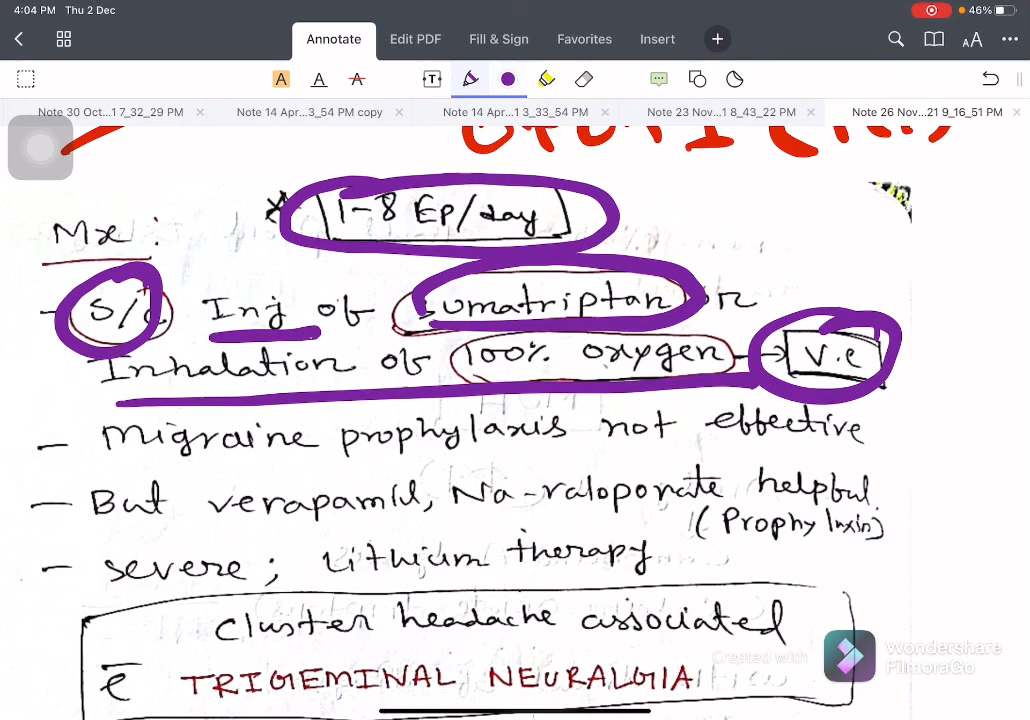 4:04 PM Thu 2 Dec
46%
Annotate Edit PDF Fill & Sign Favorites Insert
Note 30 Oct...1 7_32_29 PM Note 14 Apr...3_54 PM copy Note 14 Apr...1 3_33_54 PM Note 23 Nov...1 8_43_22 PM Note 26 Nov...21 9_16_51 PM
* 1-8 Ep/day
Mx :
- S/C Inj of Sumatriptan or
Inhalation of 100% oxygen → V.e
- Migraine prophylaxis not effective
- But verapamil, Na-valoporate helpful
(Prophylaxis)
- severe ; Lithium therapy
Cluster headache associated
c̄ TRIGEMINAL NEURALGIA
Created with Wondershare
FilmoraGo